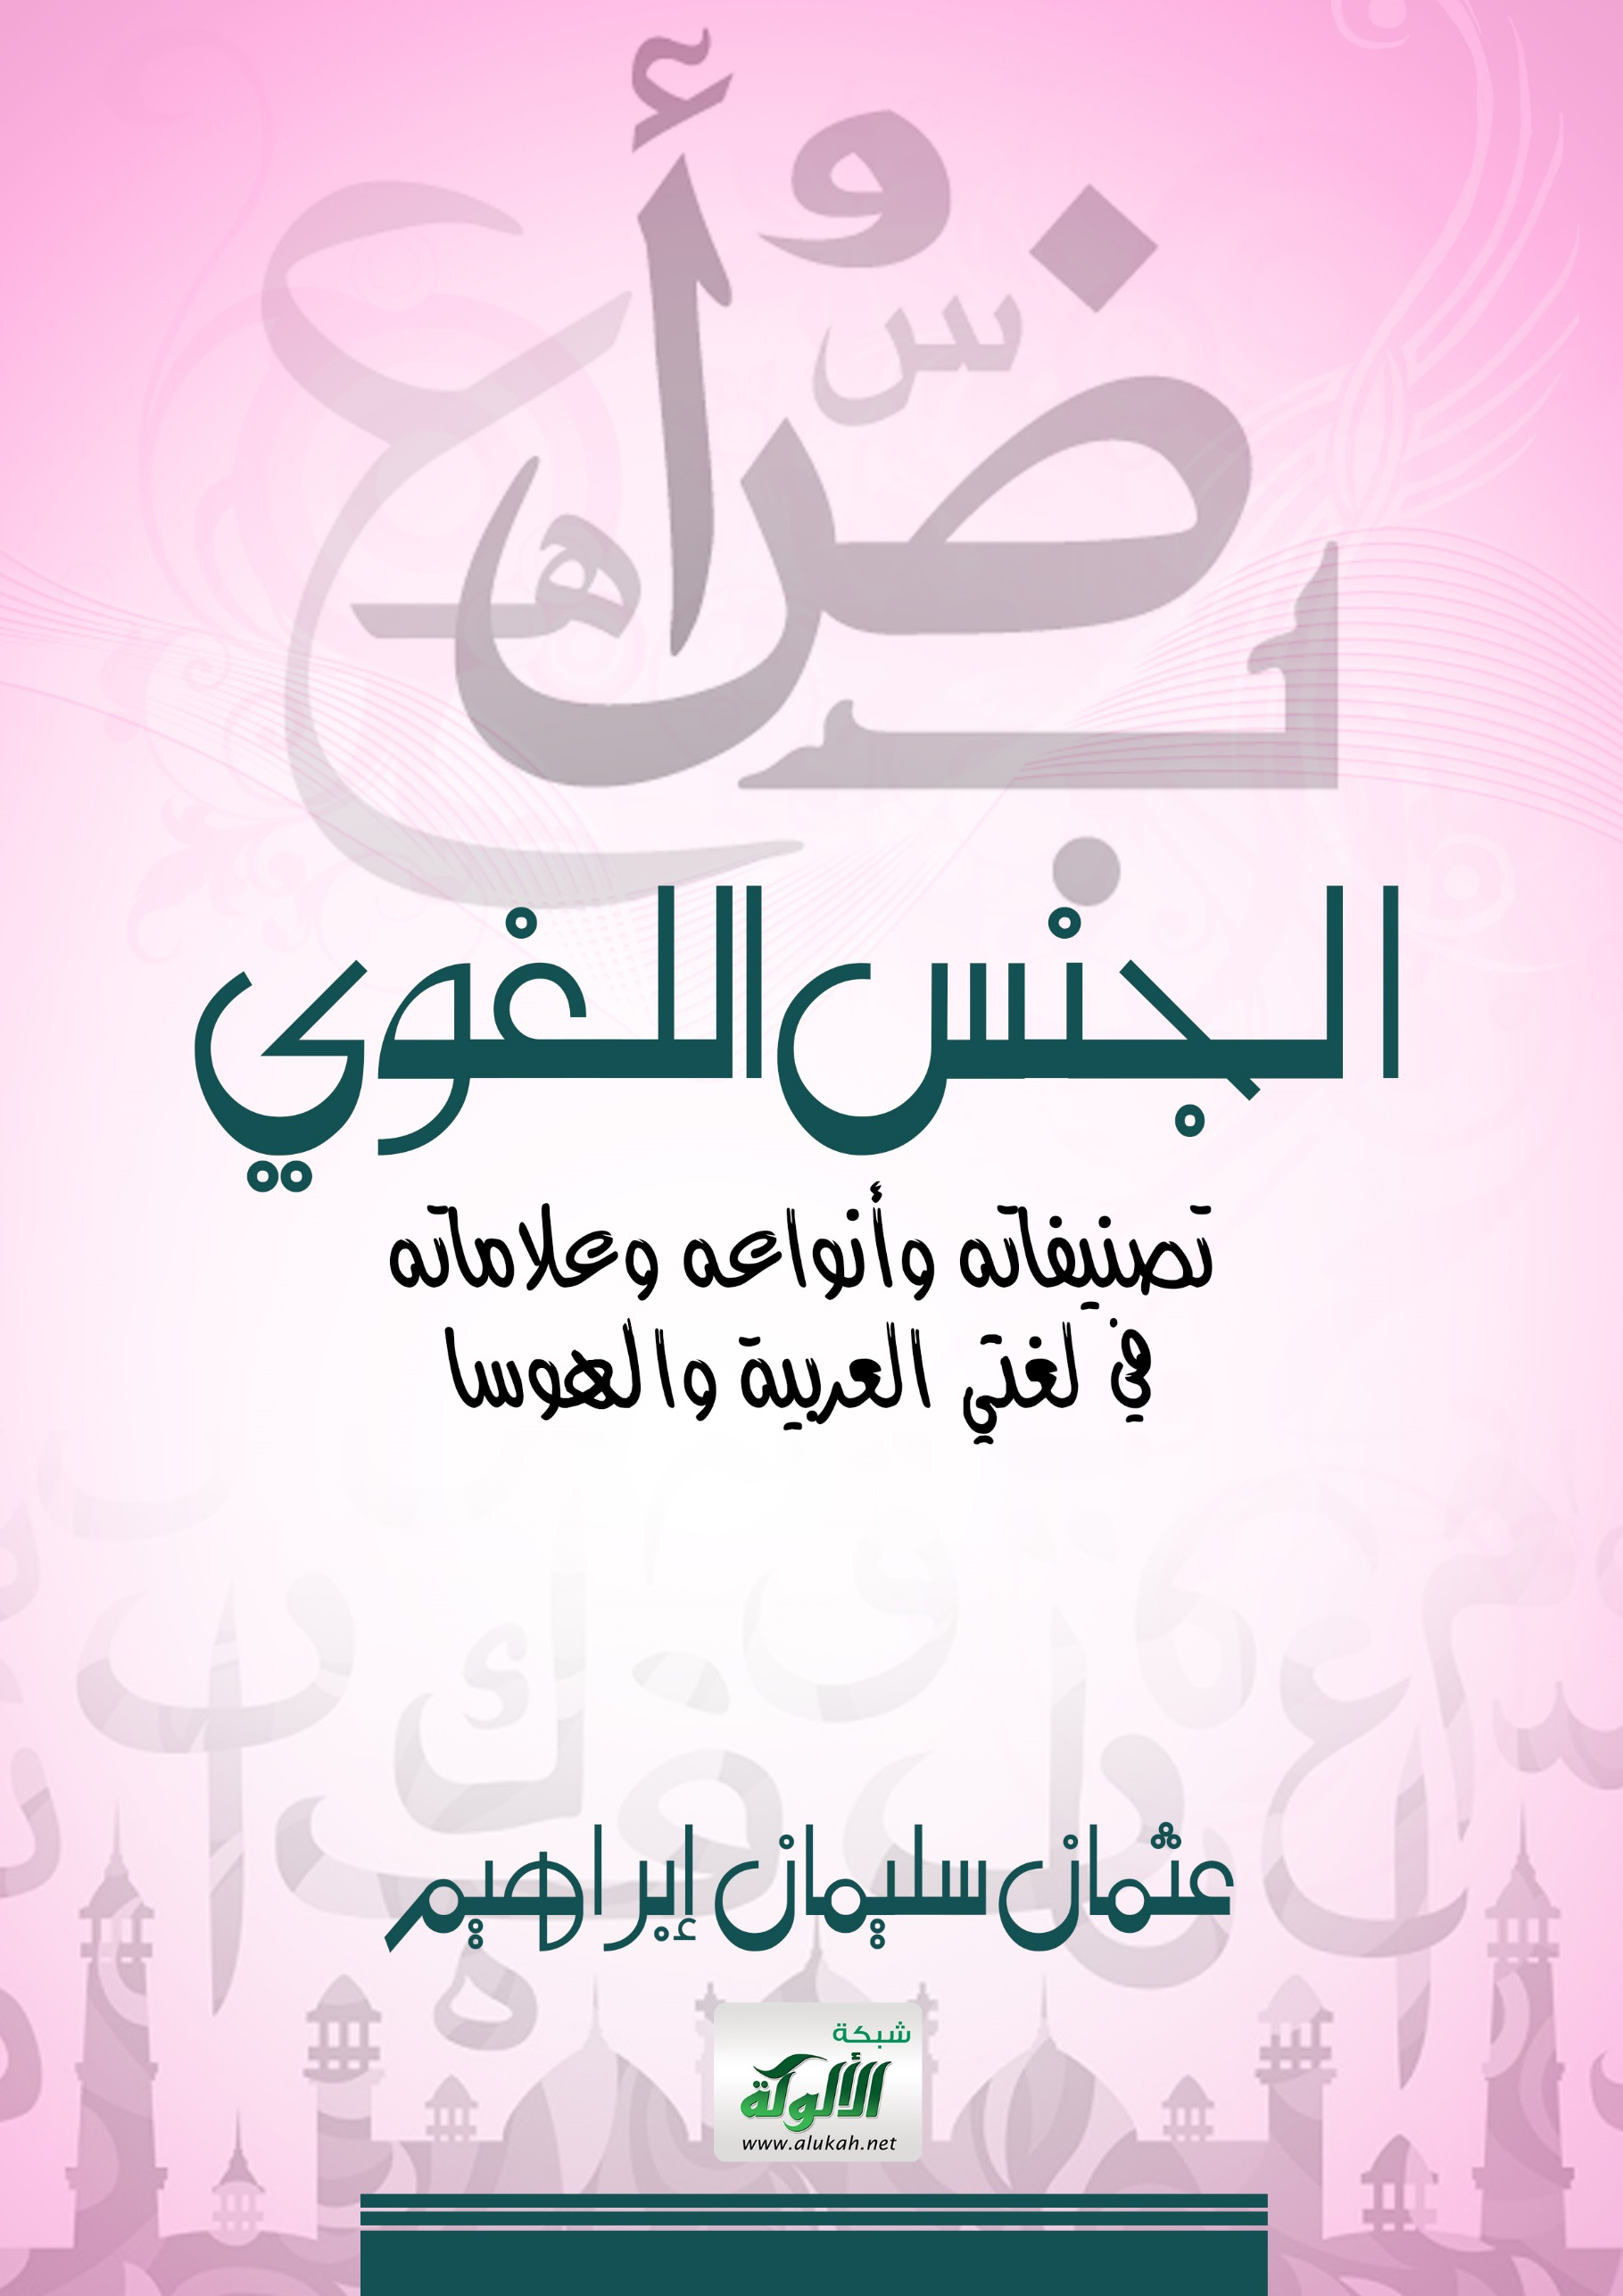 الجنس اللغوي
تصنيفاته وأنواعه وعلاماته
في لغتي العربية والهوسا
عثمان سليمان إبراهيم
شبكة
الألوكة
www.alukah.net